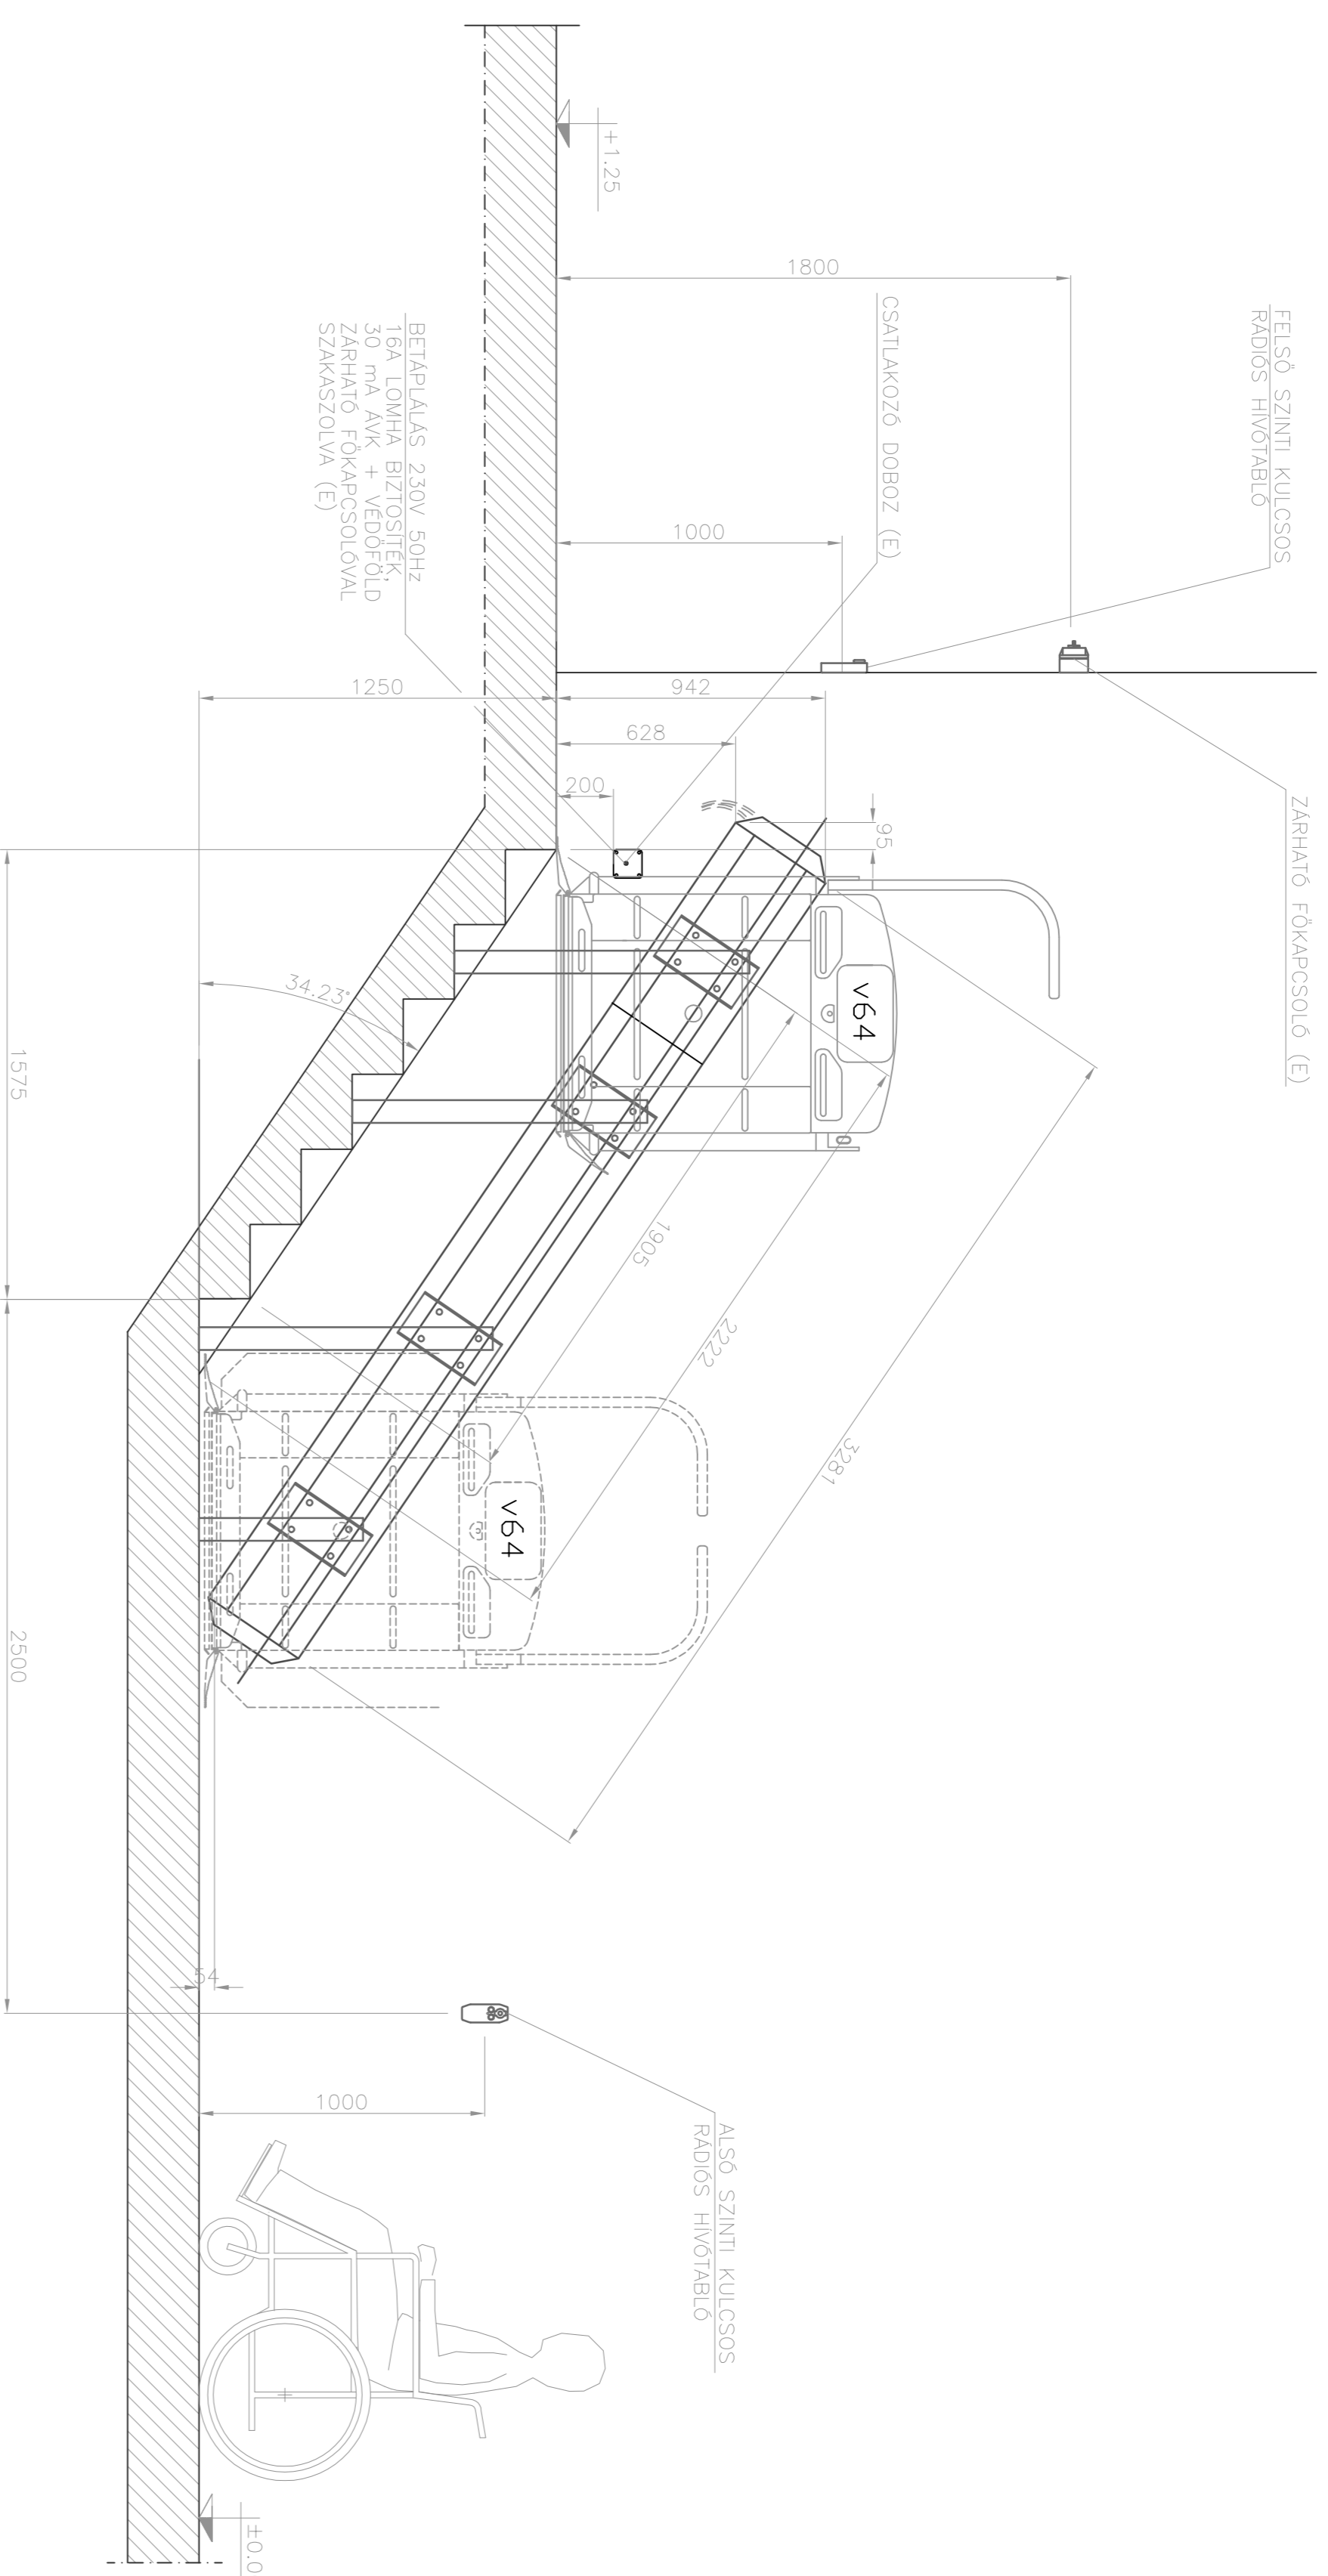 FELSŐ SZINTI KULCSOS
RÁDIÓS HÍVÓTABLÓ
ZÁRHATÓ FŐKAPCSOLÓ (E)
CSATLAKOZÓ DOBOZ (E)
+1.25
1800
1000
942
628
200
95
1250
BETÁPLÁLÁS 230V 50Hz
16A LOMHA BIZTOSÍTÉK,
30 mA ÁVK + VÉDŐFÖLD
ZÁRHATÓ FŐKAPCSOLÓVAL
SZAKASZOLVA (E)
v64
34.23°
1905
2222
3281
v64
ALSÓ SZINTI KULCSOS
RÁDIÓS HÍVÓTABLÓ
1000
54
±0.0
1575
2500